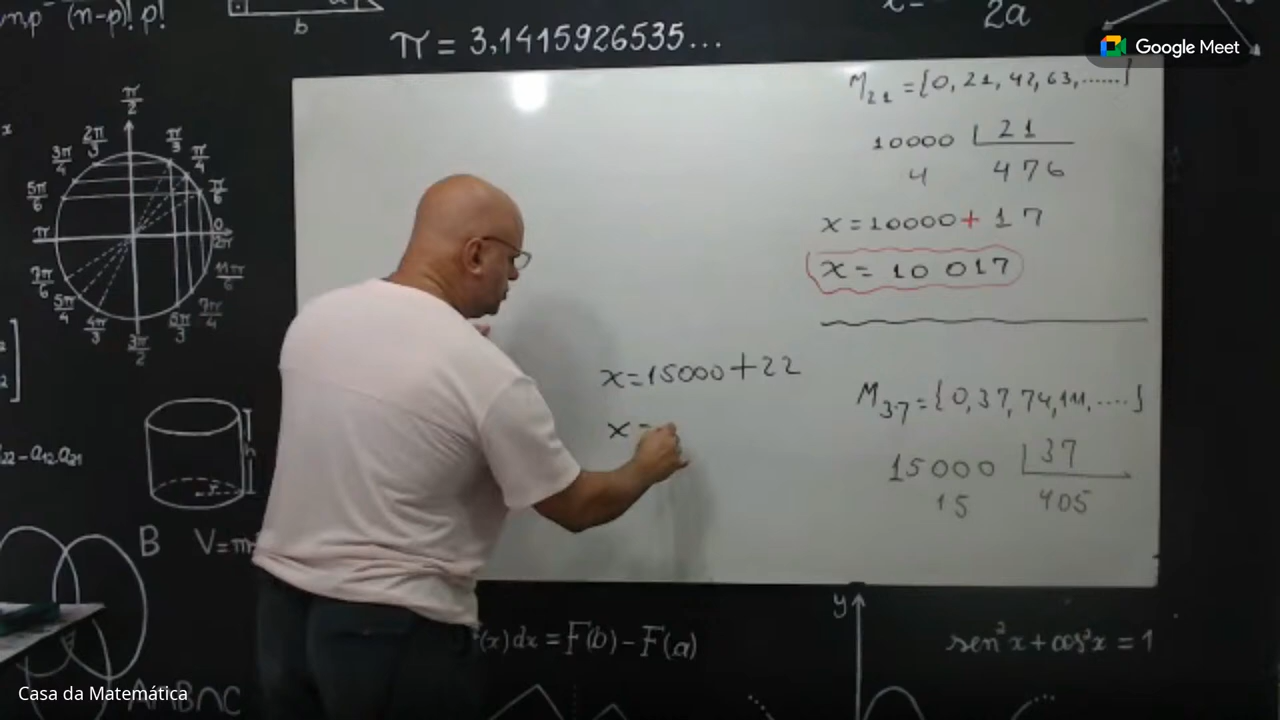 (n-p)! p!
b
π = 3,1415926535...
2a
Google Meet
M21 = {0, 21, 42, 63, ......}
10000 21
4 476
x = 10000 + 17
x = 10 017
x = 15000 + 22
x =
M37 = {0, 37, 74, 111, ....}
15000 37
15 405
π/2
2π/3
π/3
3π/4
π/4
5π/6
π/6
π
0
2π
7π/6
11π/6
5π/4
7π/4
4π/3
5π/3
3π/2
h
r
22 - a12 a21
B
V =
(x) dx = F(b) - F(a)
y
sen²x + cos²x = 1
A∩B∩C
Casa da Matemática